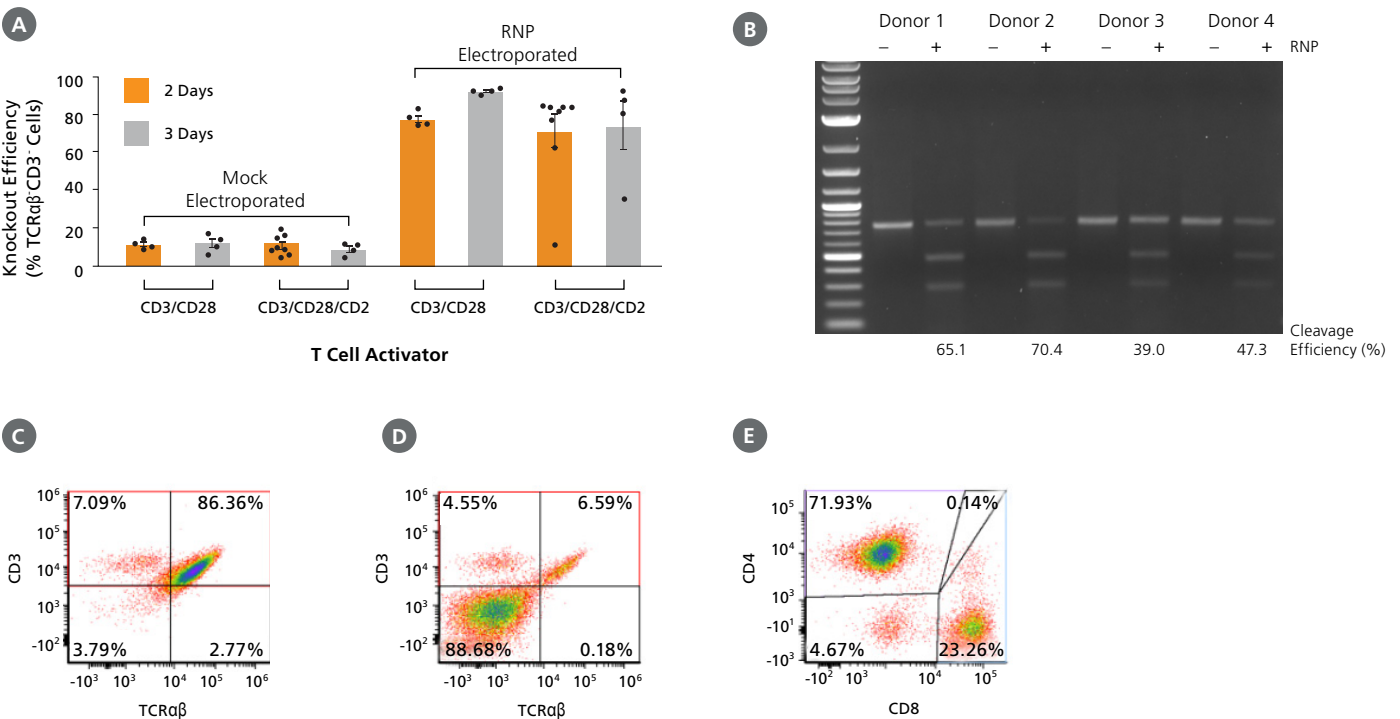 A
Knockout Efficiency
(% TCRαβ⁻CD3⁻ Cells)
100
80
60
40
20
0
2 Days
3 Days
Mock
Electroporated
RNP
Electroporated
CD3/CD28
CD3/CD28/CD2
CD3/CD28
CD3/CD28/CD2
T Cell Activator
B
Donor 1 Donor 2 Donor 3 Donor 4
– + – + – + – + RNP
Cleavage
65.1 70.4 39.0 47.3 Efficiency (%)
C
CD3
10⁶
10⁵
10⁴
10³
-10²
7.09% 86.36%
3.79% 2.77%
-10³ 10³ 10⁴ 10⁵ 10⁶
TCRαβ
D
CD3
10⁶
10⁵
10⁴
10³
-10²
4.55% 6.59%
88.68% 0.18%
-10³ 10³ 10⁴ 10⁵ 10⁶
TCRαβ
E
CD4
10⁵
10⁴
10³
-10¹
-10³
71.93% 0.14%
4.67% 23.26%
-10² 10³ 10⁴ 10⁵
CD8